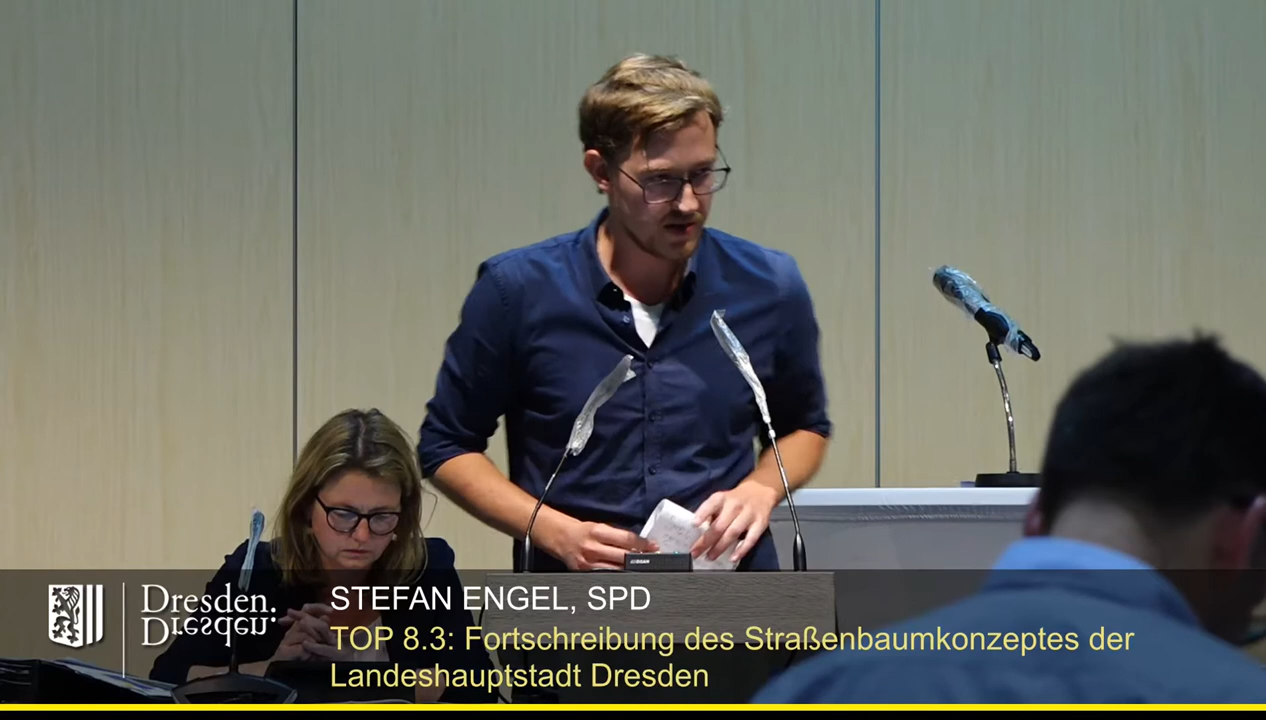 Dresden.
Dresden.
STEFAN ENGEL, SPD
TOP 8.3: Fortschreibung des Straßenbaumkonzeptes der
Landeshauptstadt Dresden